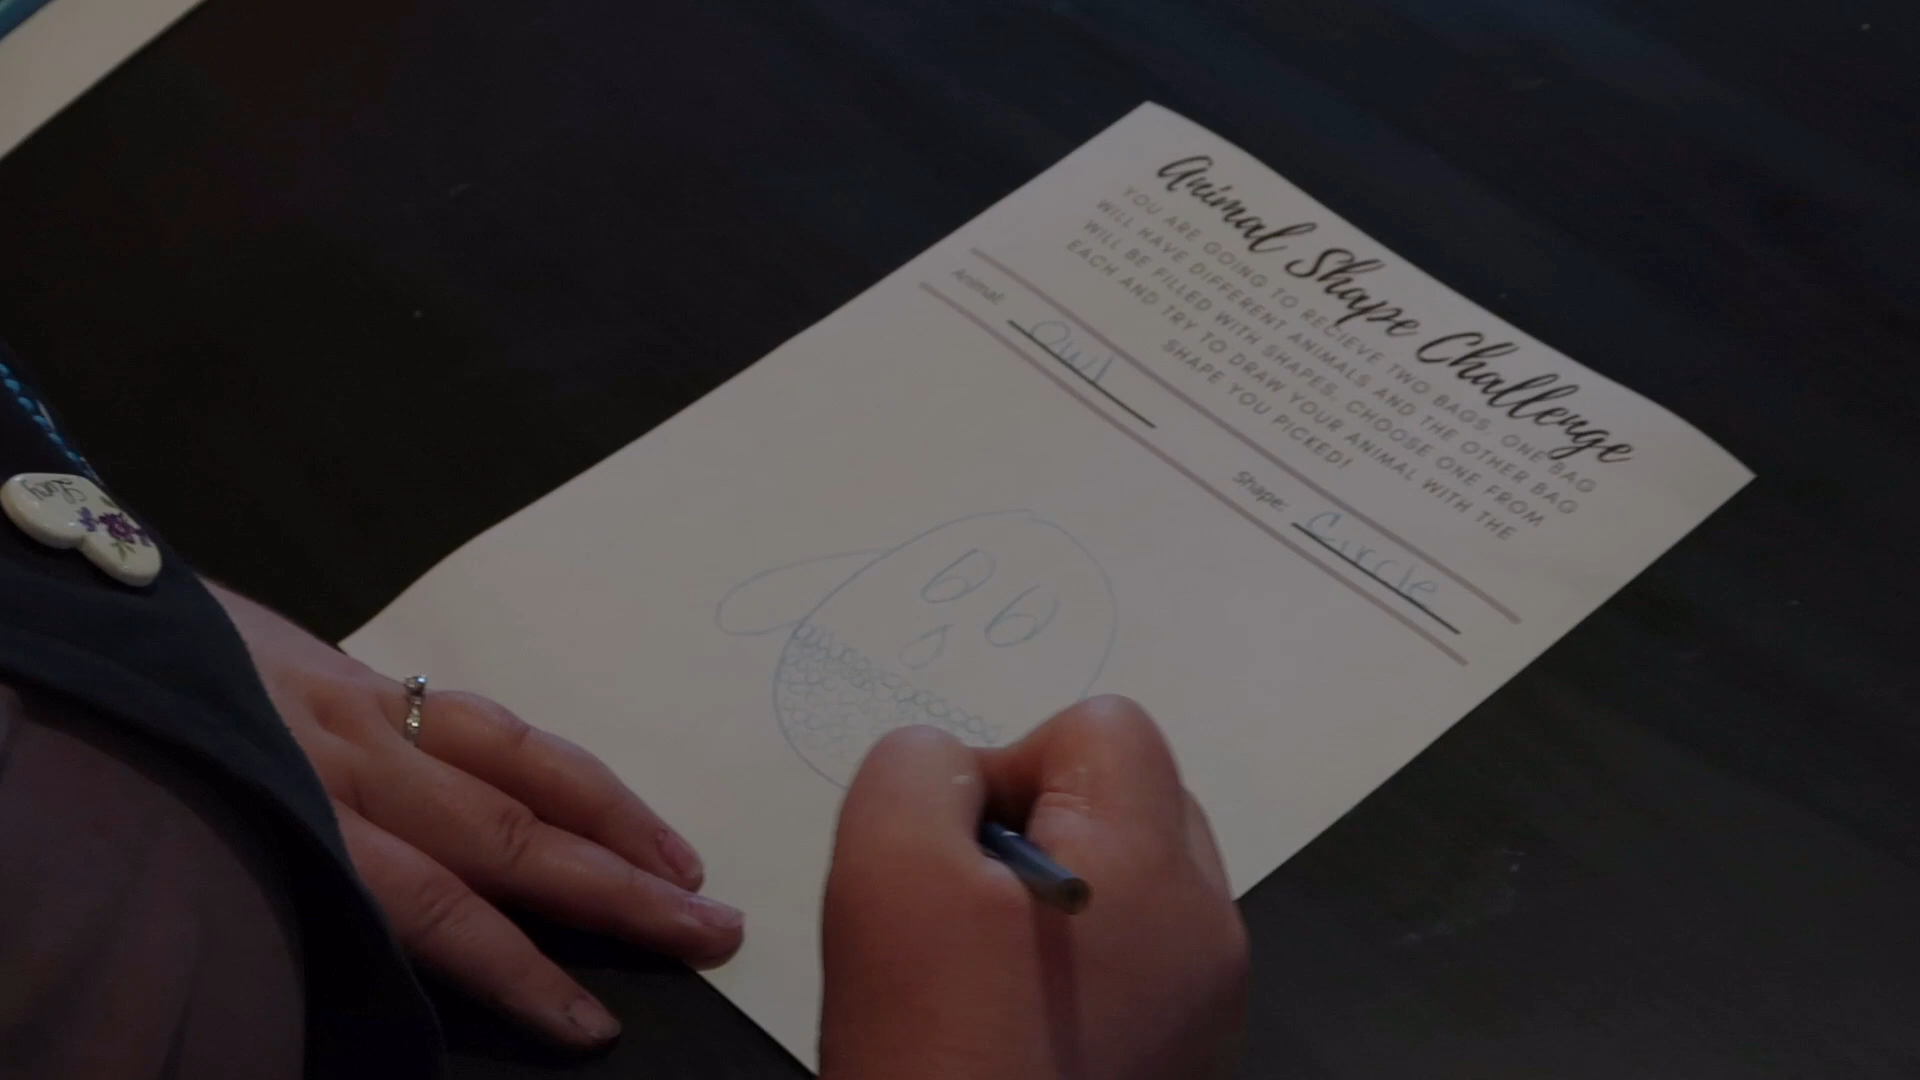 Animal Shape Challenge
YOU ARE GOING TO RECIEVE TWO BAGS. ONE BAG
WILL HAVE DIFFERENT ANIMALS AND THE OTHER BAG
WILL BE FILLED WITH SHAPES. CHOOSE ONE FROM
EACH AND TRY TO DRAW YOUR ANIMAL WITH THE
SHAPE YOU PICKED!
Animal: Owl
Shape: Circle
Lucy